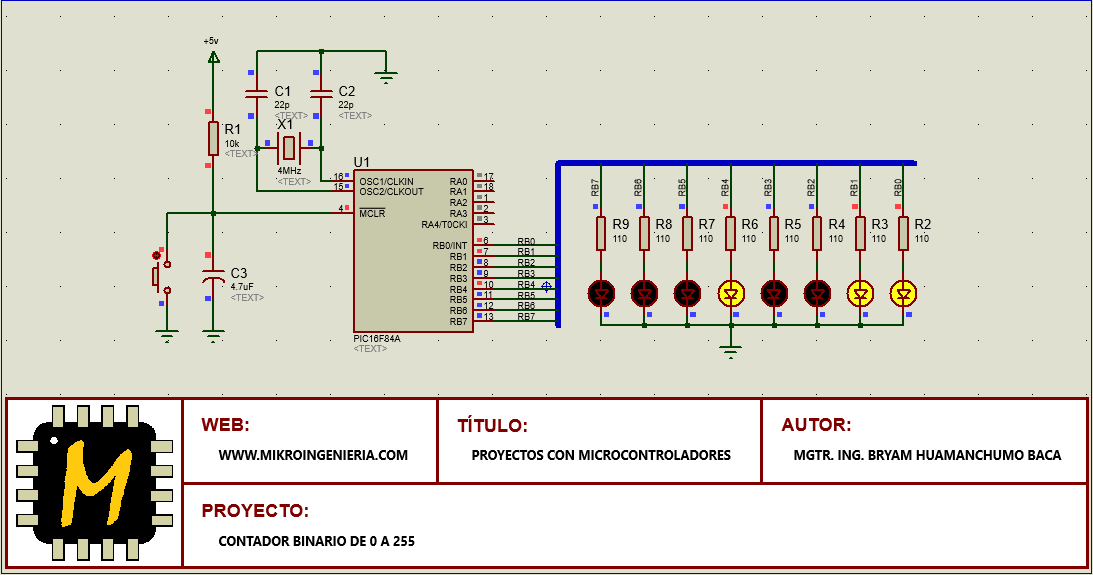 +5v
C1
22p
<TEXT>
C2
22p
<TEXT>
R1
10k
<TEXT>
X1
4MHz
<TEXT>
U1
16 OSC1/CLKIN
15 OSC2/CLKOUT
4 MCLR
RA0 17
RA1 18
RA2 1
RA3 2
RA4/T0CKI 3
RB0/INT 6 RB0
RB1 7 RB1
RB2 8 RB2
RB3 9 RB3
RB4 10 RB4
RB5 11 RB5
RB6 12 RB6
RB7 13 RB7
PIC16F84A
<TEXT>
C3
4.7uF
<TEXT>
RB7 RB6 RB5 RB4 RB3 RB2 RB1 RB0
R9 R8 R7 R6 R5 R4 R3 R2
110 110 110 110 110 110 110 110
M
WEB:
WWW.MIKROINGENIERIA.COM
TÍTULO:
PROYECTOS CON MICROCONTROLADORES
AUTOR:
MGTR. ING. BRYAM HUAMANCHUMO BACA
PROYECTO:
CONTADOR BINARIO DE 0 A 255